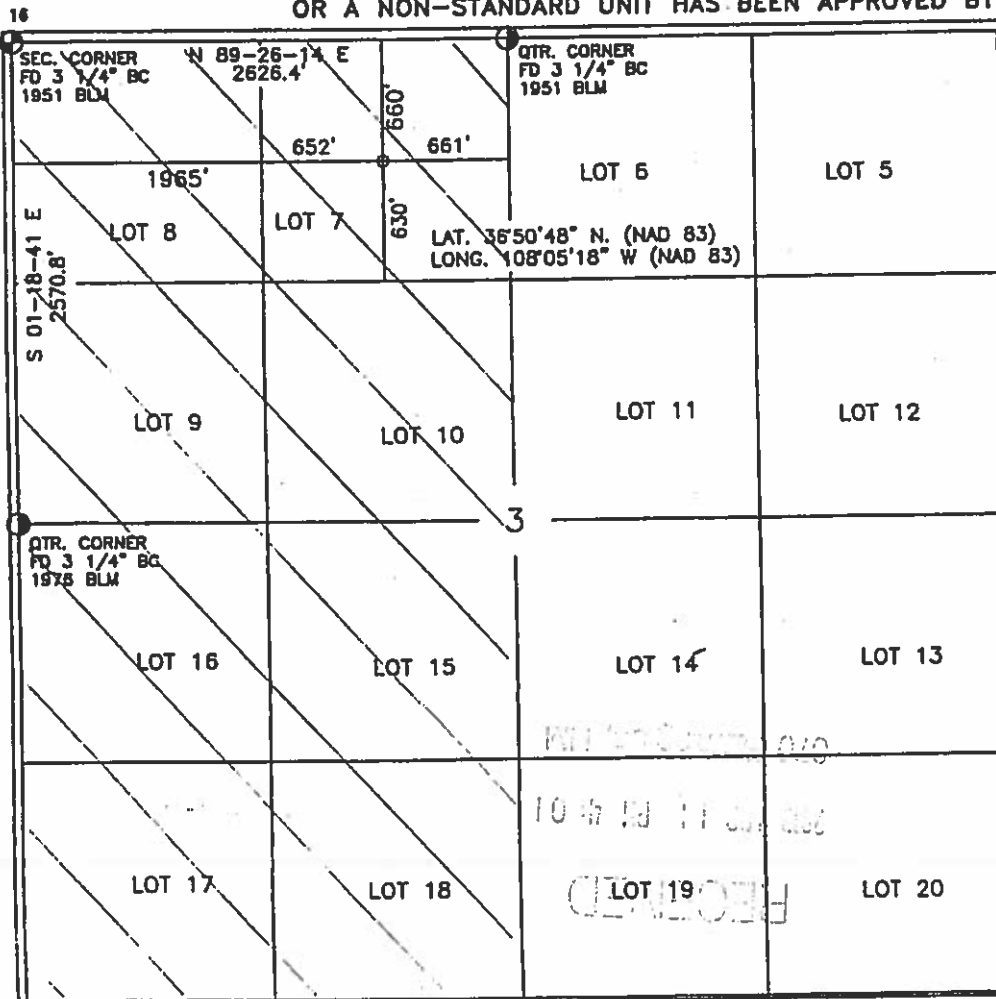 16
OR A NON-STANDARD UNIT HAS BEEN APPROVED BY
SEC. CORNER
FD 3 1/4" BC
1951 BLM
N 89-26-14 E
2626.4'
QTR. CORNER
FD 3 1/4" BC
1951 BLM
660'
652'
661'
1965'
630'
LOT 8
LOT 7
LOT 6
LOT 5
LAT. 36°50'48" N. (NAD 83)
LONG. 108°05'18" W (NAD 83)
S 01-18-41 E
2570.8'
LOT 9
LOT 10
LOT 11
LOT 12
3
QTR. CORNER
FD 3 1/4" BC
1975 BLM
LOT 16
LOT 15
LOT 14
LOT 13
LOT 17
LOT 18
LOT 19
LOT 20
RECEIVED